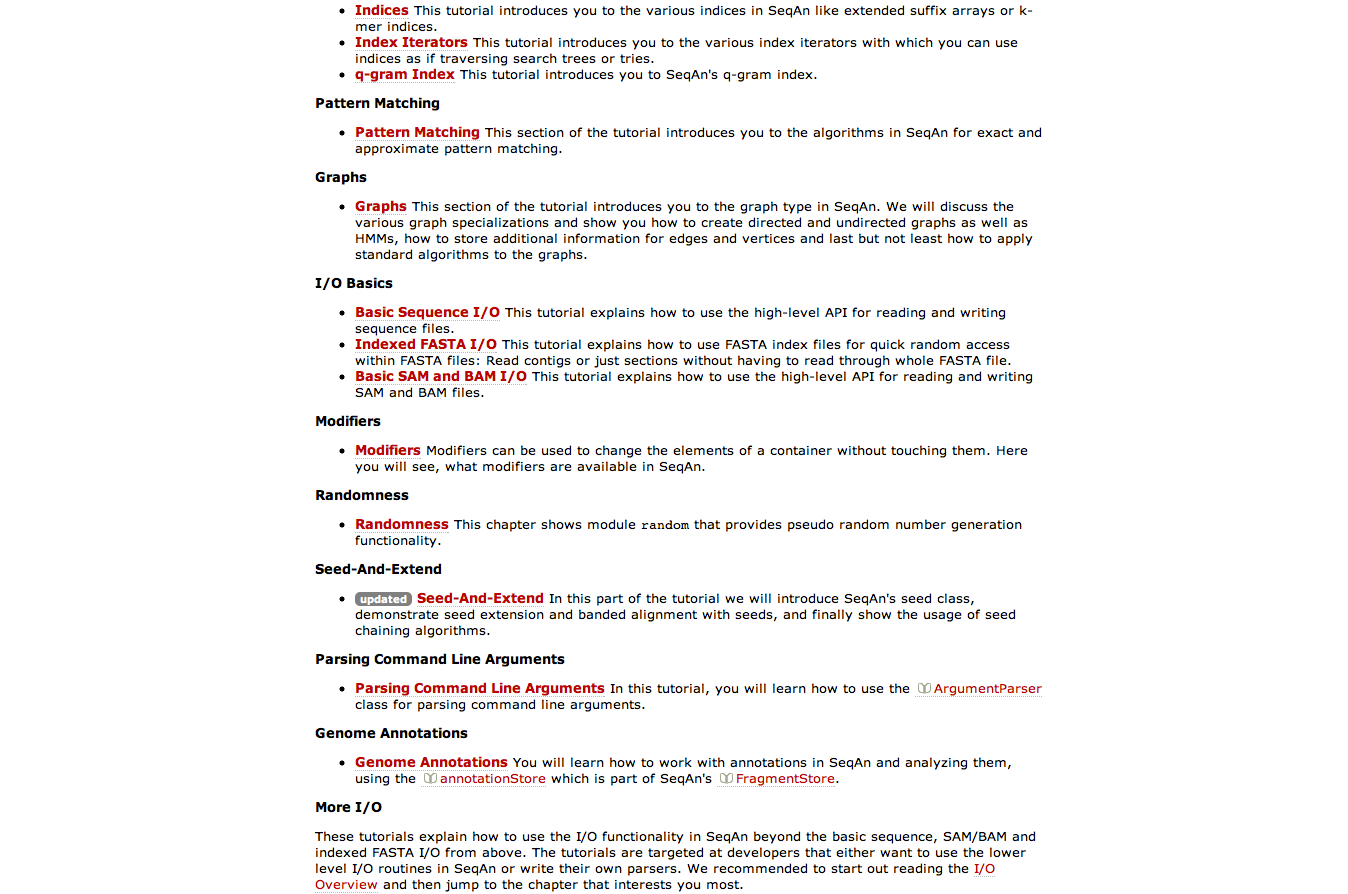 Indices This tutorial introduces you to the various indices in SeqAn like extended suffix arrays or k-
mer indices.
Index Iterators This tutorial introduces you to the various index iterators with which you can use
indices as if traversing search trees or tries.
q-gram Index This tutorial introduces you to SeqAn's q-gram index.
Pattern Matching
Pattern Matching This section of the tutorial introduces you to the algorithms in SeqAn for exact and
approximate pattern matching.
Graphs
Graphs This section of the tutorial introduces you to the graph type in SeqAn. We will discuss the
various graph specializations and show you how to create directed and undirected graphs as well as
HMMs, how to store additional information for edges and vertices and last but not least how to apply
standard algorithms to the graphs.
I/O Basics
Basic Sequence I/O This tutorial explains how to use the high-level API for reading and writing
sequence files.
Indexed FASTA I/O This tutorial explains how to use FASTA index files for quick random access
within FASTA files: Read contigs or just sections without having to read through whole FASTA file.
Basic SAM and BAM I/O This tutorial explains how to use the high-level API for reading and writing
SAM and BAM files.
Modifiers
Modifiers Modifiers can be used to change the elements of a container without touching them. Here
you will see, what modifiers are available in SeqAn.
Randomness
Randomness This chapter shows module random that provides pseudo random number generation
functionality.
Seed-And-Extend
updated Seed-And-Extend In this part of the tutorial we will introduce SeqAn's seed class,
demonstrate seed extension and banded alignment with seeds, and finally show the usage of seed
chaining algorithms.
Parsing Command Line Arguments
Parsing Command Line Arguments In this tutorial, you will learn how to use the ArgumentParser
class for parsing command line arguments.
Genome Annotations
Genome Annotations You will learn how to work with annotations in SeqAn and analyzing them,
using the annotationStore which is part of SeqAn's FragmentStore.
More I/O
These tutorials explain how to use the I/O functionality in SeqAn beyond the basic sequence, SAM/BAM and
indexed FASTA I/O from above. The tutorials are targeted at developers that either want to use the lower
level I/O routines in SeqAn or write their own parsers. We recommended to start out reading the I/O
Overview and then jump to the chapter that interests you most.